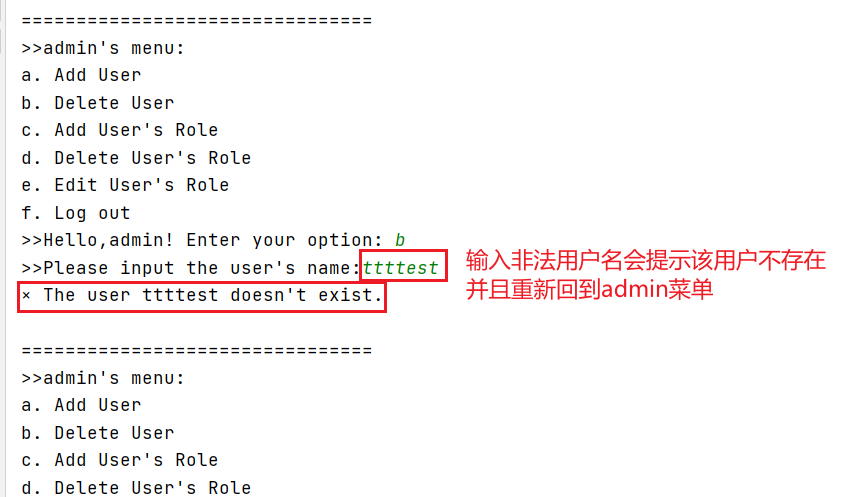 ================================
>>admin's menu:
a. Add User
b. Delete User
c. Add User's Role
d. Delete User's Role
e. Edit User's Role
f. Log out
>>Hello,admin! Enter your option: b
>>Please input the user's name:ttttest
× The user ttttest doesn't exist.
输入非法用户名会提示该用户不存在
并且重新回到admin菜单
================================
>>admin's menu:
a. Add User
b. Delete User
c. Add User's Role
d. Delete User's Role